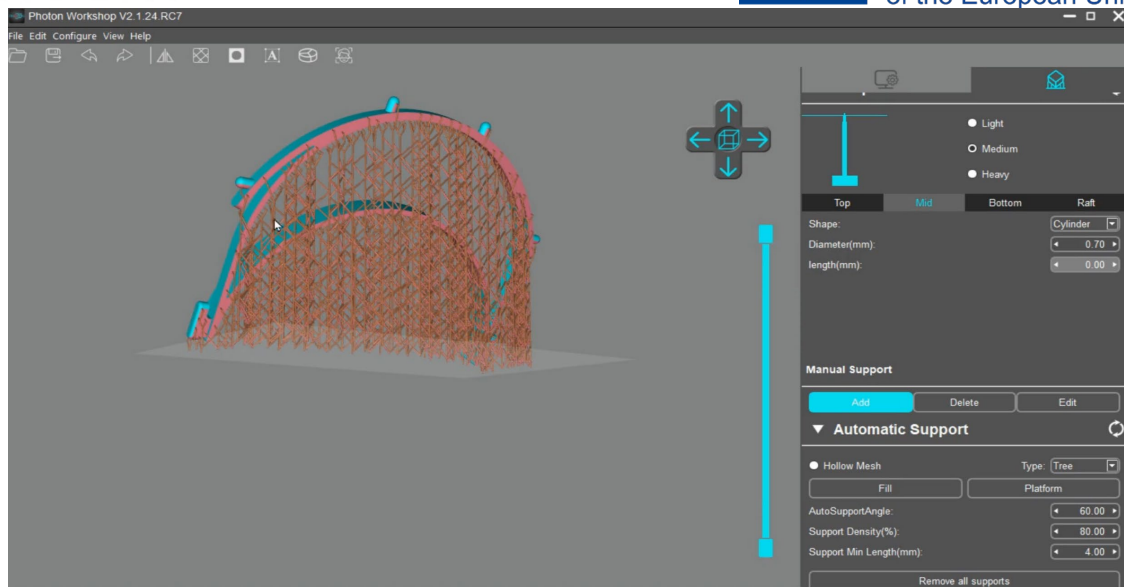 of the European Uni
Photon Workshop V2.1.24.RC7
File Edit Configure View Help
Light
Medium
Heavy
Top Mid Bottom Raft
Shape: Cylinder
Diameter(mm): 0.70
length(mm): 0.00
Manual Support
Add Delete Edit
Automatic Support
Hollow Mesh Type: Tree
Fill Platform
AutoSupportAngle: 60.00
Support Density(%): 80.00
Support Min Length(mm): 4.00
Remove all supports